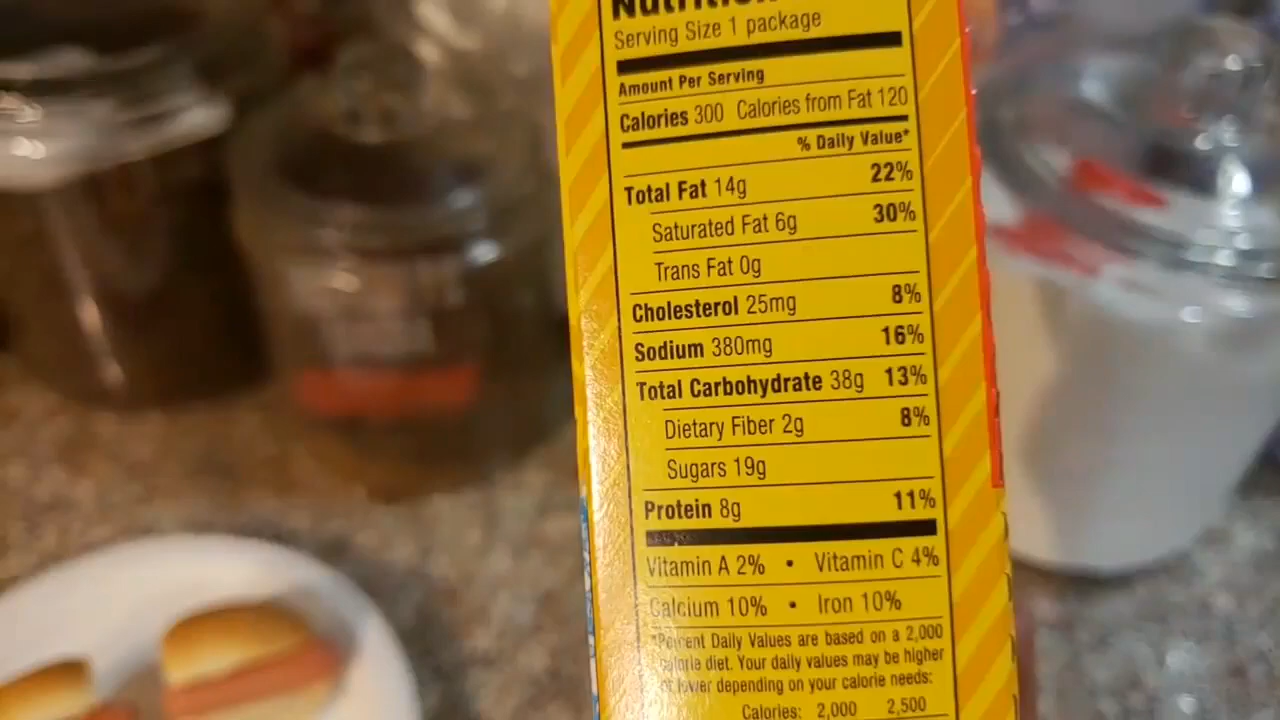 Nutrition
Serving Size 1 package
Amount Per Serving
Calories 300 Calories from Fat 120
% Daily Value*
Total Fat 14g 22%
Saturated Fat 6g 30%
Trans Fat 0g
Cholesterol 25mg 8%
Sodium 380mg 16%
Total Carbohydrate 38g 13%
Dietary Fiber 2g 8%
Sugars 19g
Protein 8g 11%
Vitamin A 2% • Vitamin C 4%
Calcium 10% • Iron 10%
*Percent Daily Values are based on a 2,000
calorie diet. Your daily values may be higher
or lower depending on your calorie needs:
Calories: 2,000 2,500